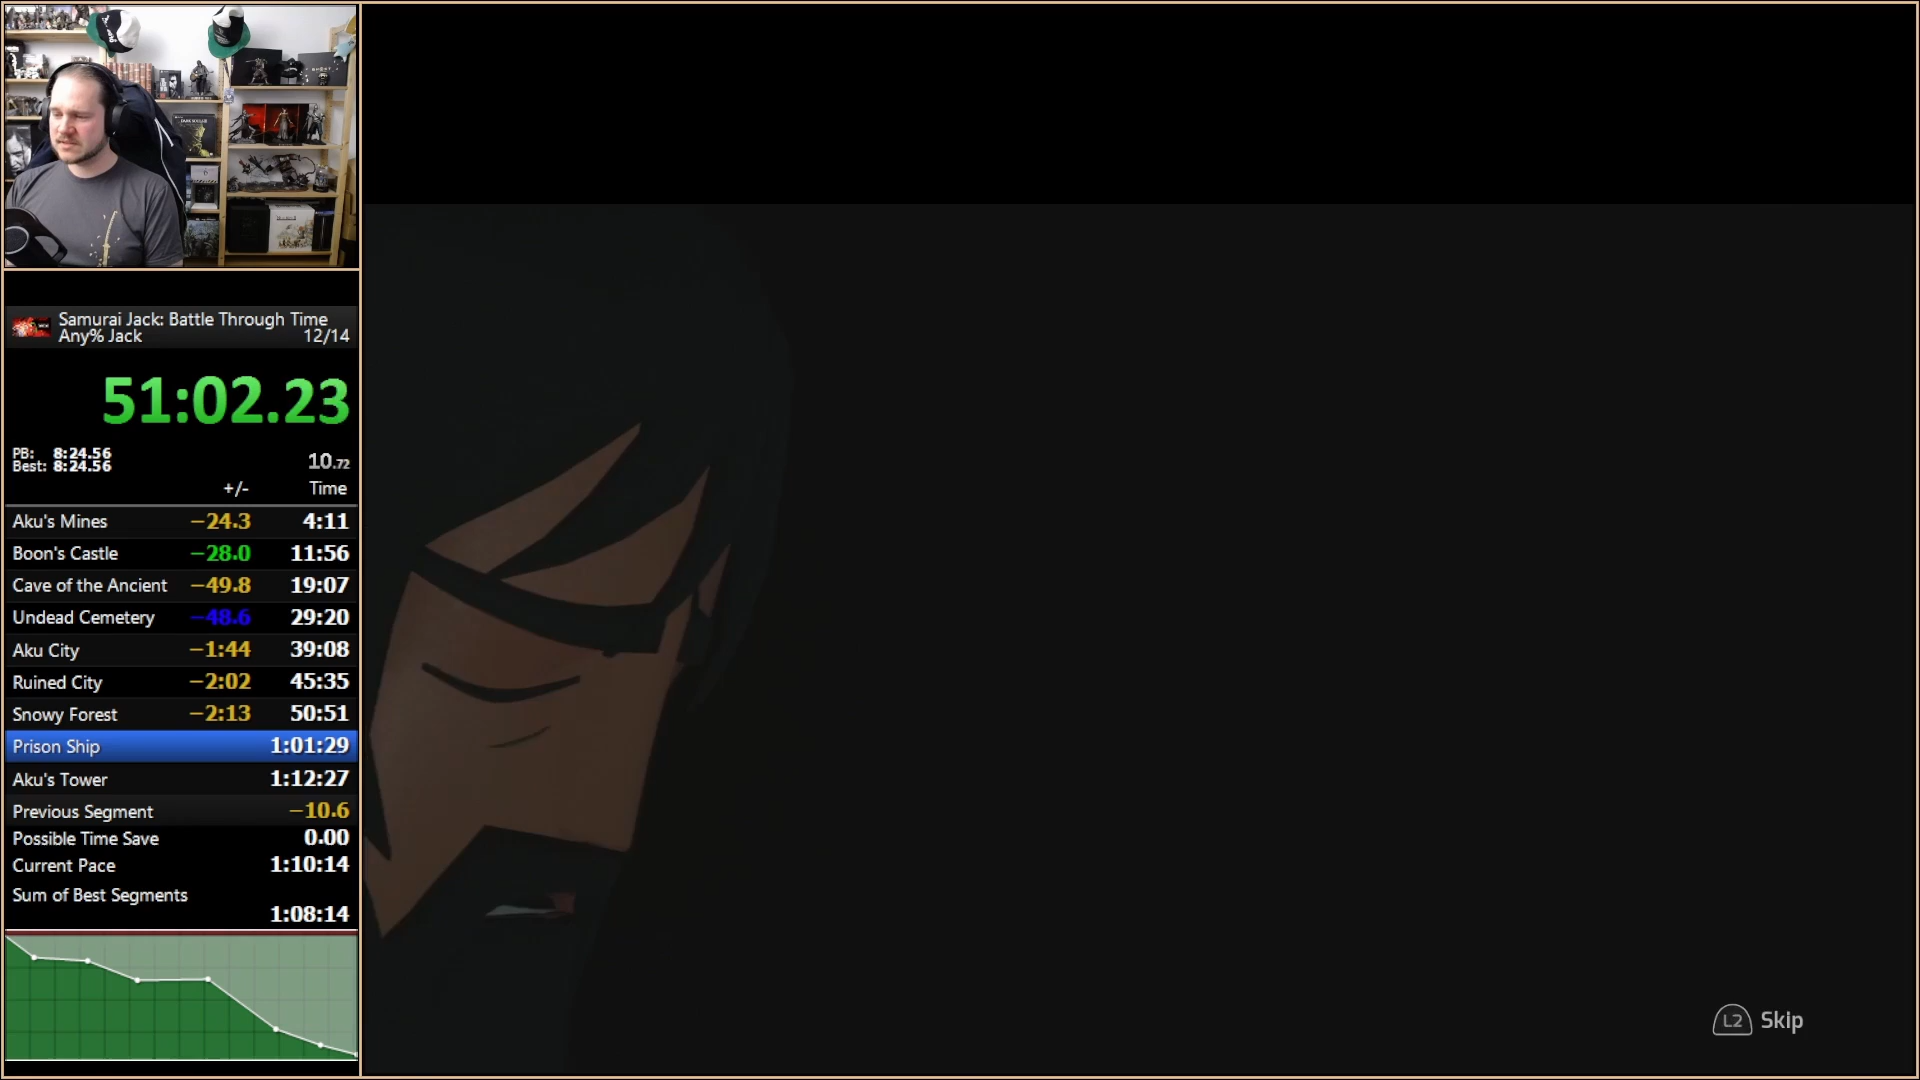 Samurai Jack: Battle Through Time
Any% Jack 12/14
51:02.23
PB: 8:24.56
Best: 8:24.56
10.72
+/- Time
Aku's Mines −24.3 4:11
Boon's Castle −28.0 11:56
Cave of the Ancient −49.8 19:07
Undead Cemetery −48.6 29:20
Aku City −1:44 39:08
Ruined City −2:02 45:35
Snowy Forest −2:13 50:51
Prison Ship 1:01:29
Aku's Tower 1:12:27
Previous Segment −10.6
Possible Time Save 0.00
Current Pace 1:10:14
Sum of Best Segments
1:08:14
L2 Skip